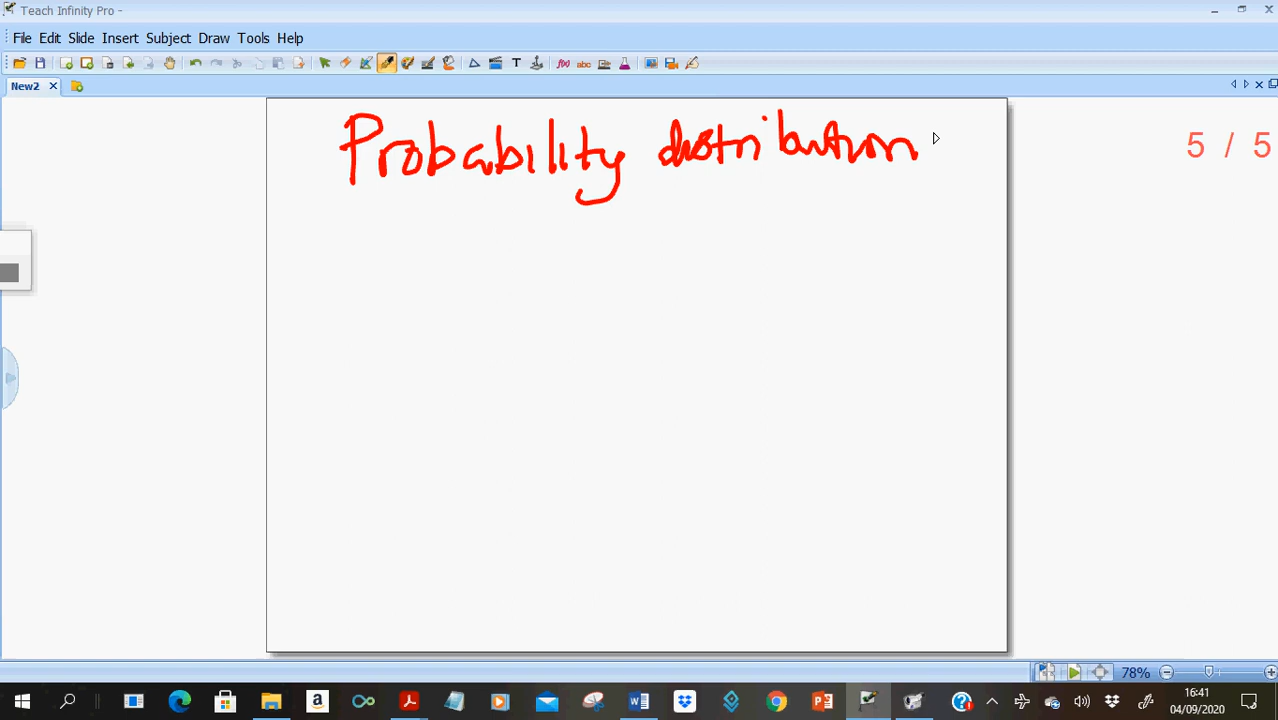 Teach Infinity Pro -
File Edit Slide Insert Subject Draw Tools Help
New2
Probability distribution
5 / 5
78%
16:41
04/09/2020